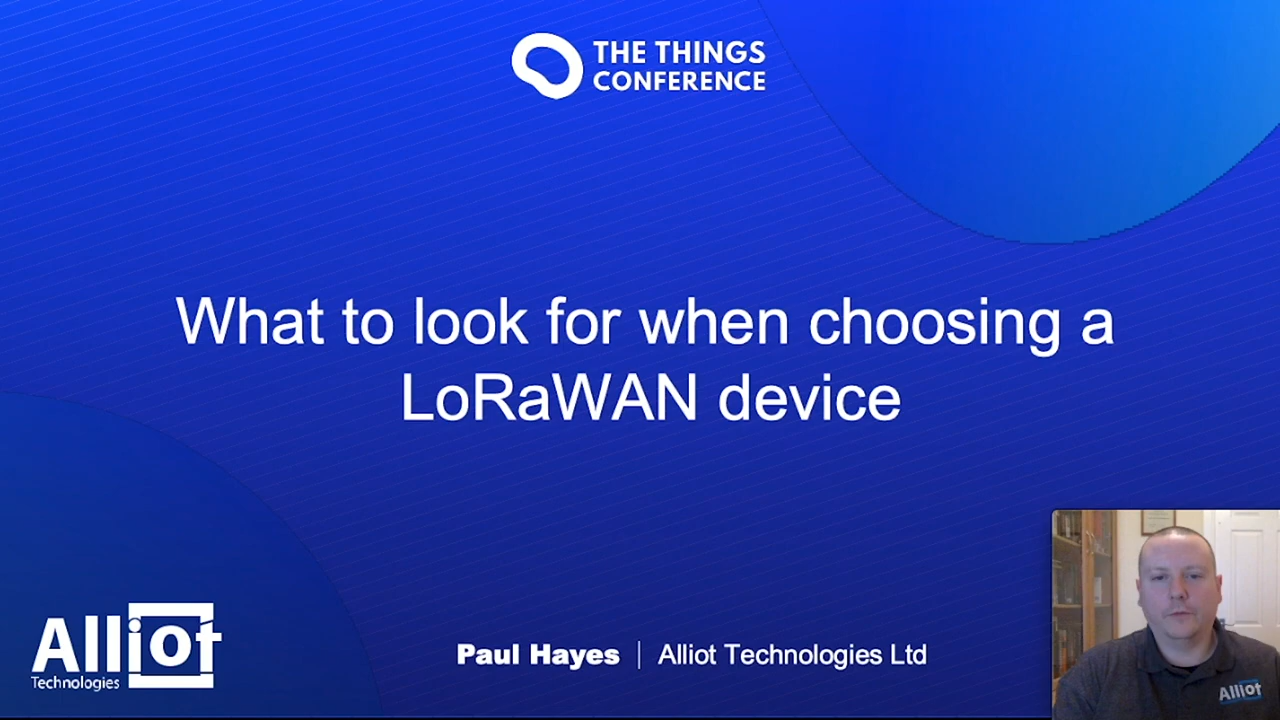 THE THINGS
CONFERENCE
What to look for when choosing a
LoRaWAN device
Alliot
Technologies
Paul Hayes | Alliot Technologies Ltd
Alliot